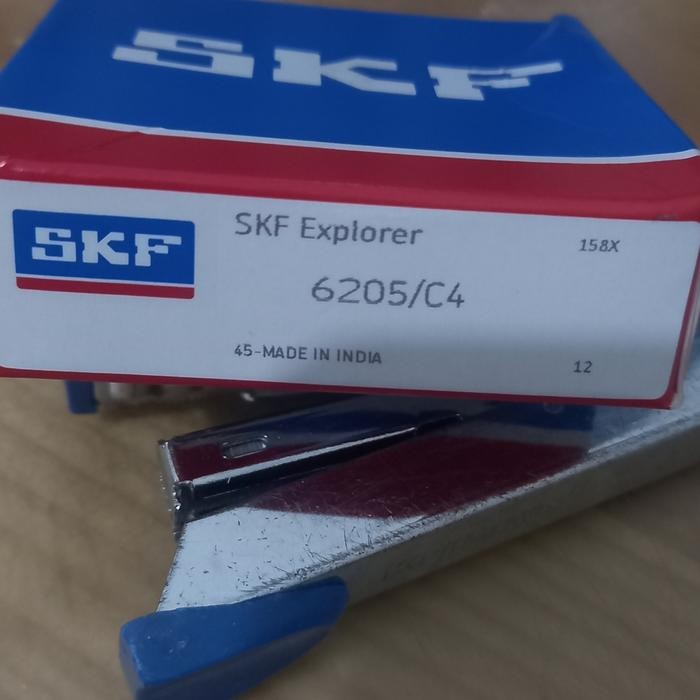 SKF
SKF
SKF Explorer
158X
6205/C4
45-MADE IN INDIA
12